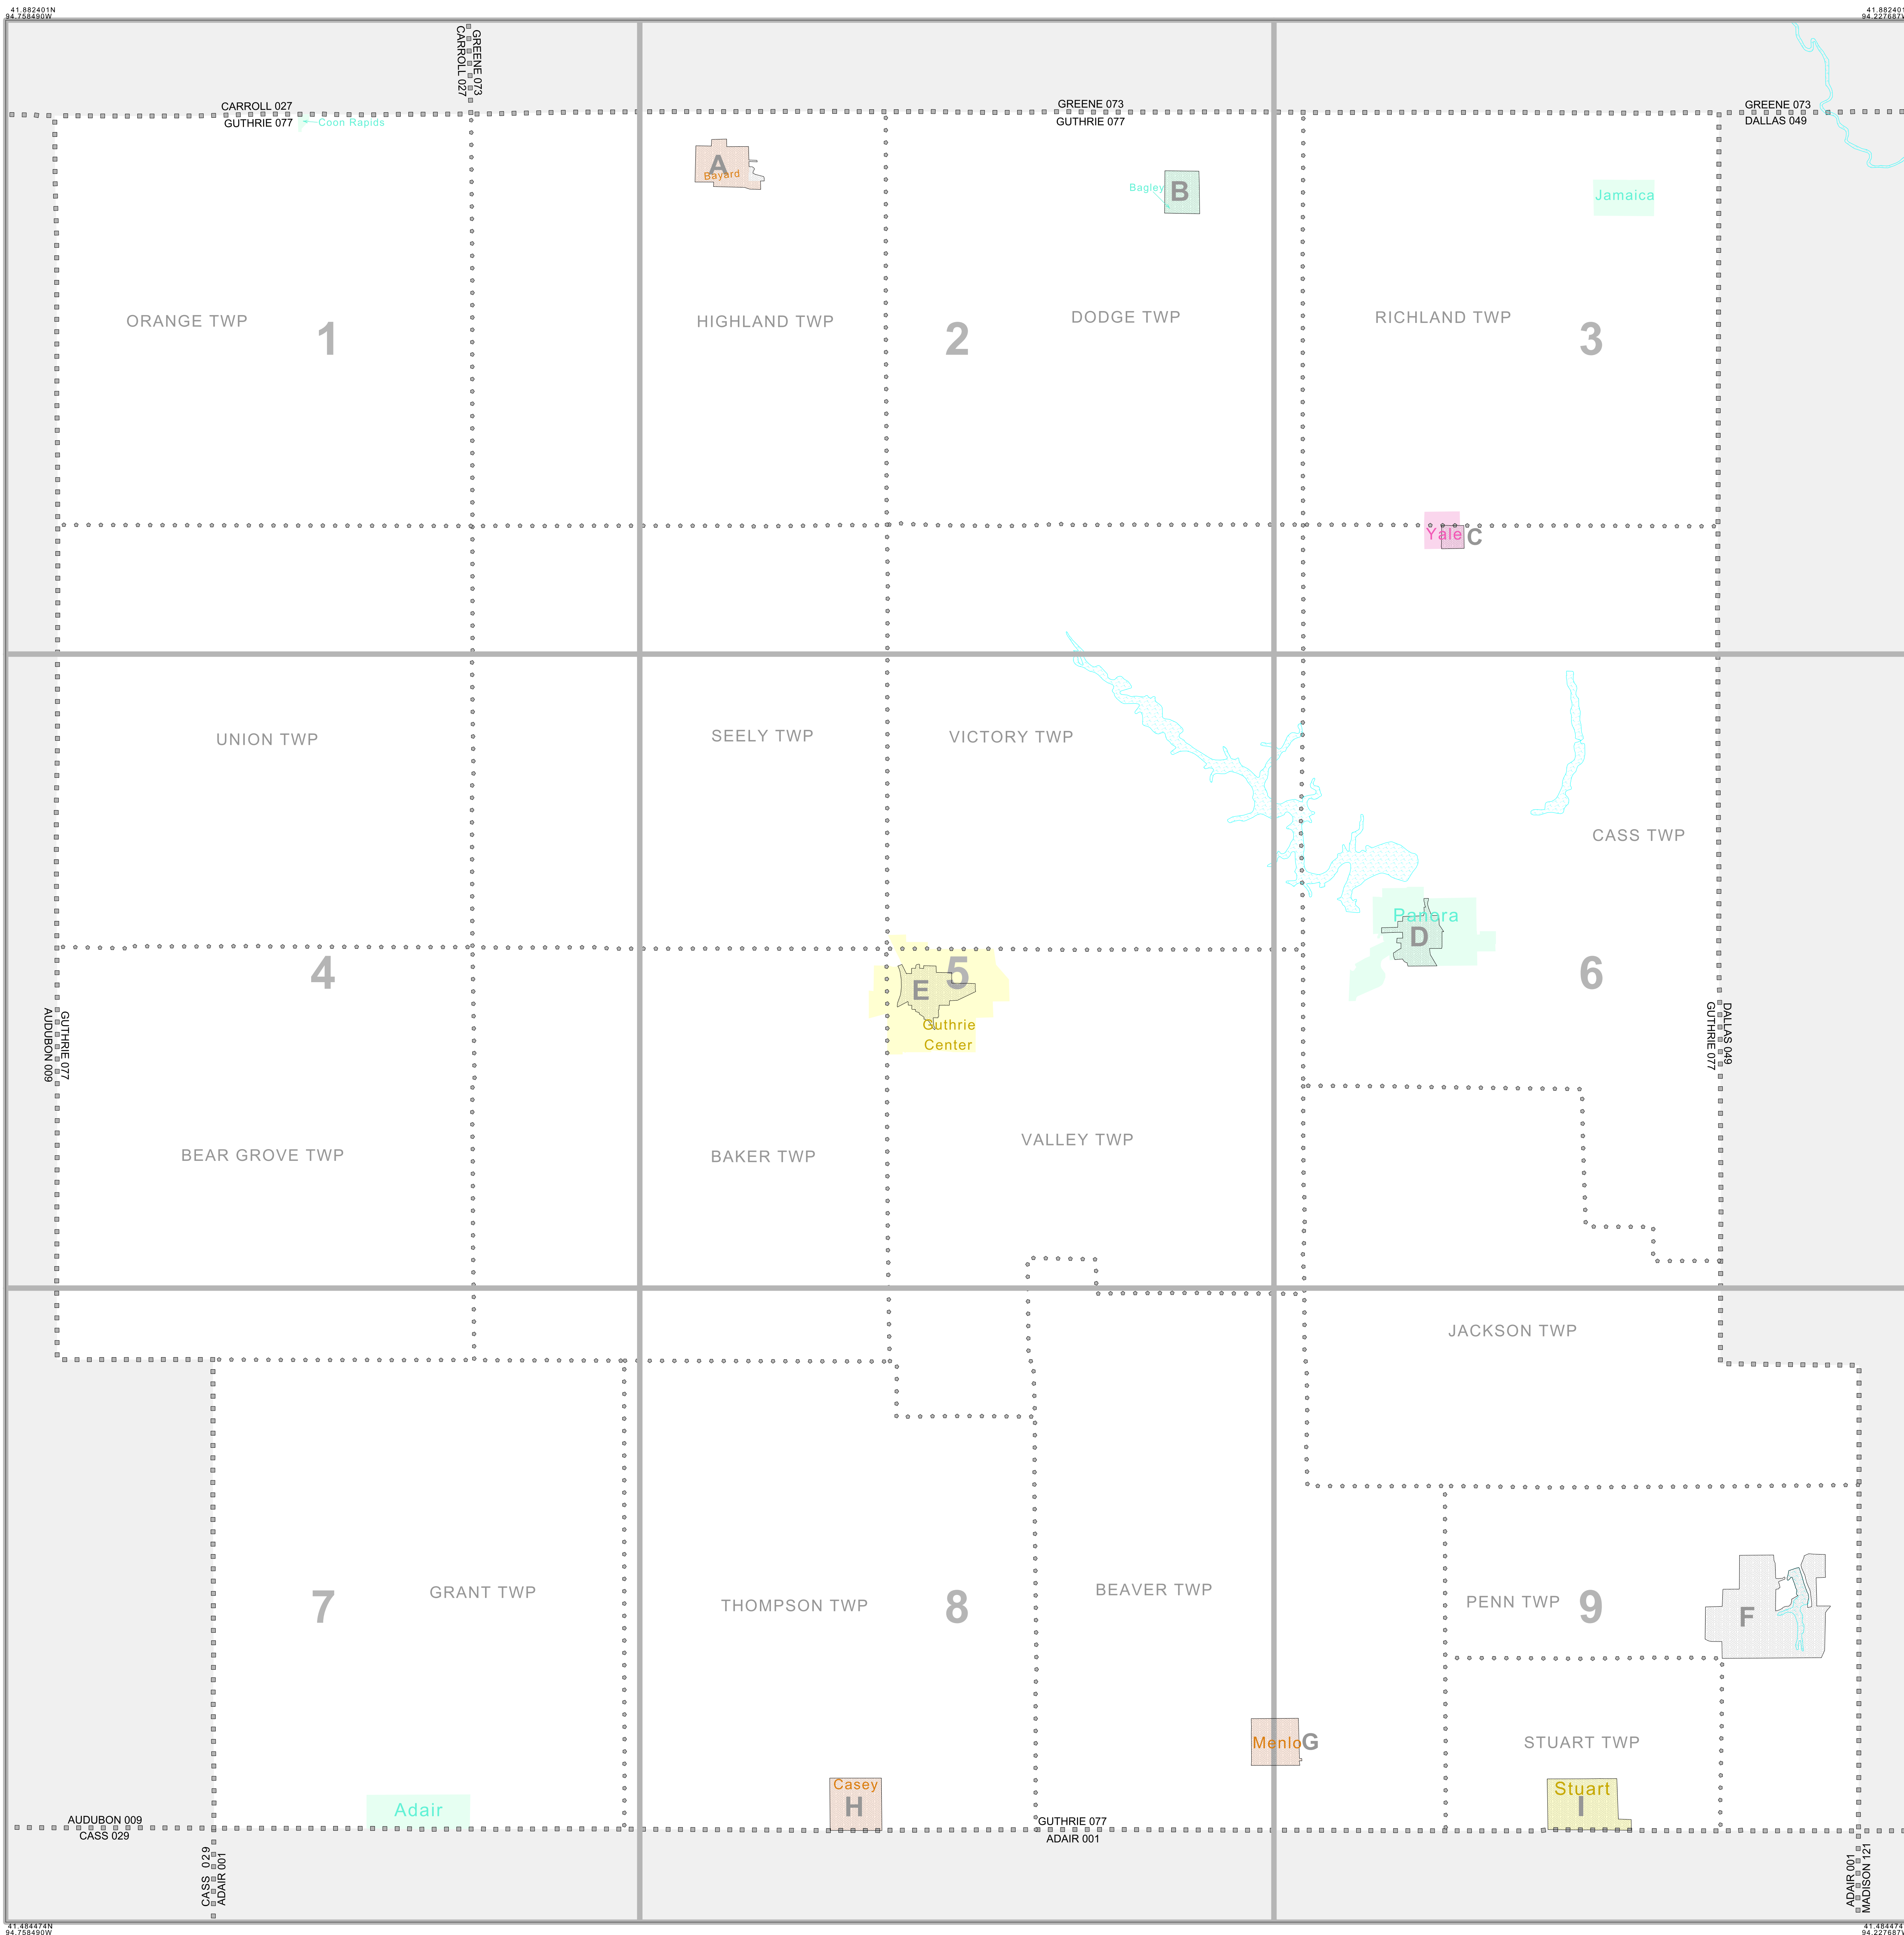 41.882401N
94.758490W
41.882401
94.227687W
CARROLL 027
GREENE 073
CARROLL 027
GUTHRIE 077
Coon Rapids
GREENE 073
GUTHRIE 077
GREENE 073
DALLAS 049
A
Bayard
Bagley
B
Jamaica
ORANGE TWP
1
HIGHLAND TWP
2
DODGE TWP
RICHLAND TWP
3
Yale
C
UNION TWP
SEELY TWP
VICTORY TWP
CASS TWP
Panora
D
4
5
6
E
Guthrie
Center
AUDUBON 009
GUTHRIE 077
GUTHRIE 077
DALLAS 049
BEAR GROVE TWP
BAKER TWP
VALLEY TWP
JACKSON TWP
7
GRANT TWP
THOMPSON TWP
8
BEAVER TWP
PENN TWP
9
F
Menlo
G
STUART TWP
Adair
Casey
H
Stuart
I
AUDUBON 009
CASS 029
GUTHRIE 077
ADAIR 001
CASS 029
ADAIR 001
ADAIR 001
MADISON 121
41.484474N
94.758490W
41.484474
94.227687W